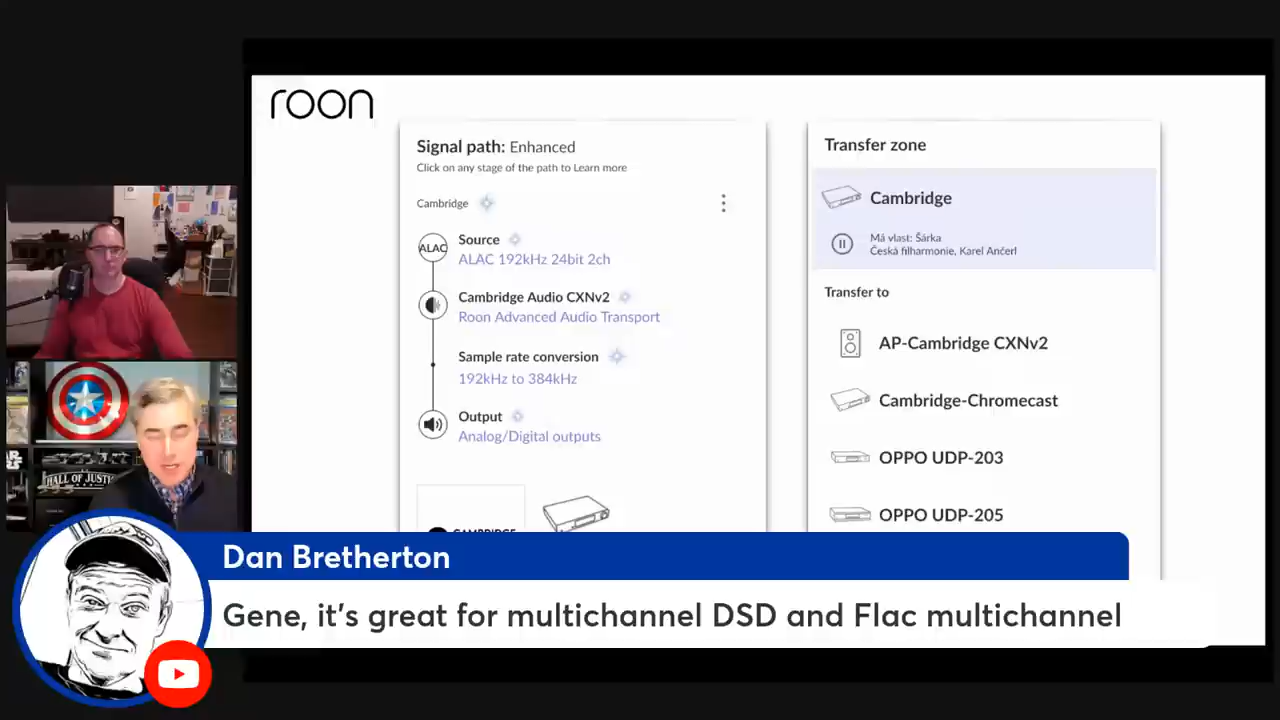 roon
Signal path: Enhanced
Click on any stage of the path to Learn more
Cambridge
ALAC
Source
ALAC 192kHz 24bit 2ch
Cambridge Audio CXNv2
Roon Advanced Audio Transport
Sample rate conversion
192kHz to 384kHz
Output
Analog/Digital outputs
Transfer zone
Cambridge
Má vlast: Šárka
Česká filharmonie, Karel Ančerl
Transfer to
AP-Cambridge CXNv2
Cambridge-Chromecast
OPPO UDP-203
OPPO UDP-205
HALL OF JUSTI
Dan Bretherton
Gene, it's great for multichannel DSD and Flac multichannel